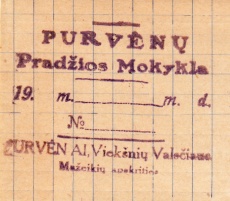 PURVĖNŲ
Pradžios Mokykla
19. m. m. d.
№
PURVĖNAI, Viekšnių Valsčiaus
Mažeikių apskrities